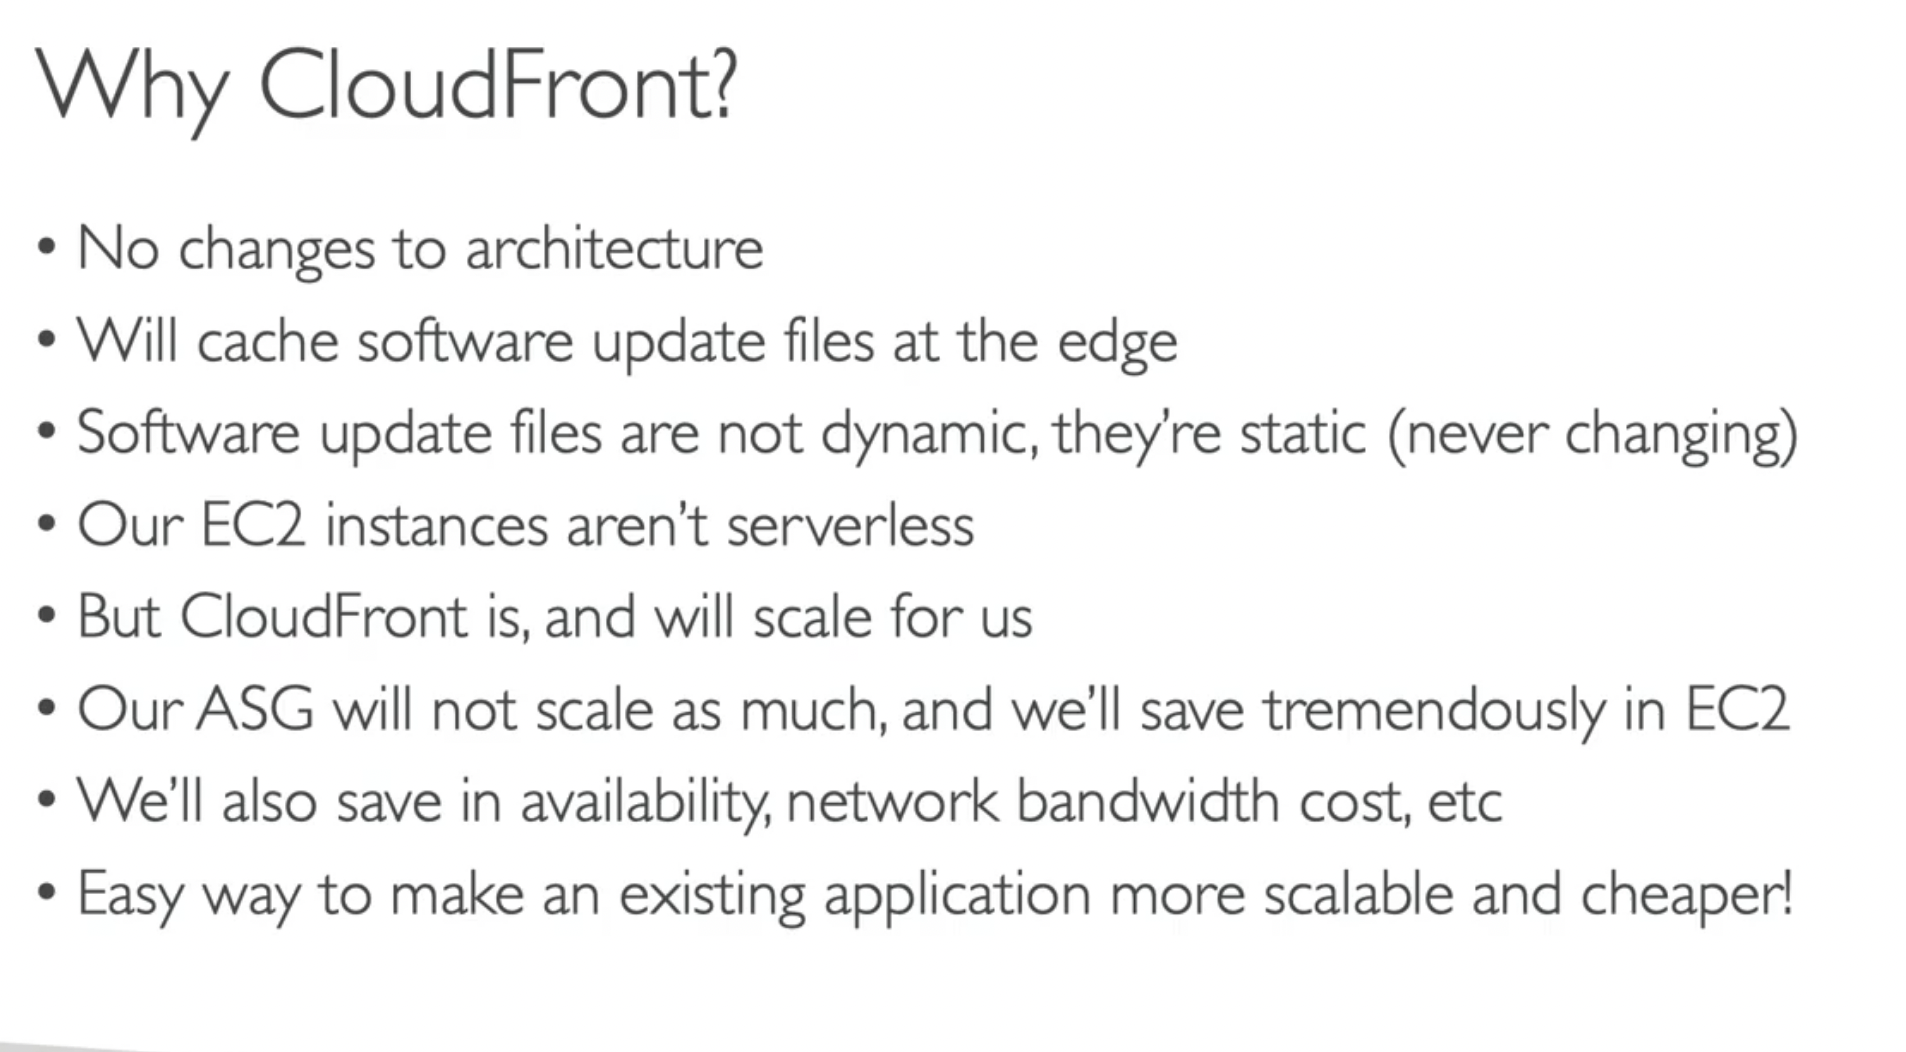 Why CloudFront?
• No changes to architecture
• Will cache software update files at the edge
• Software update files are not dynamic, they're static (never changing)
• Our EC2 instances aren't serverless
• But CloudFront is, and will scale for us
• Our ASG will not scale as much, and we'll save tremendously in EC2
• We'll also save in availability, network bandwidth cost, etc
• Easy way to make an existing application more scalable and cheaper!